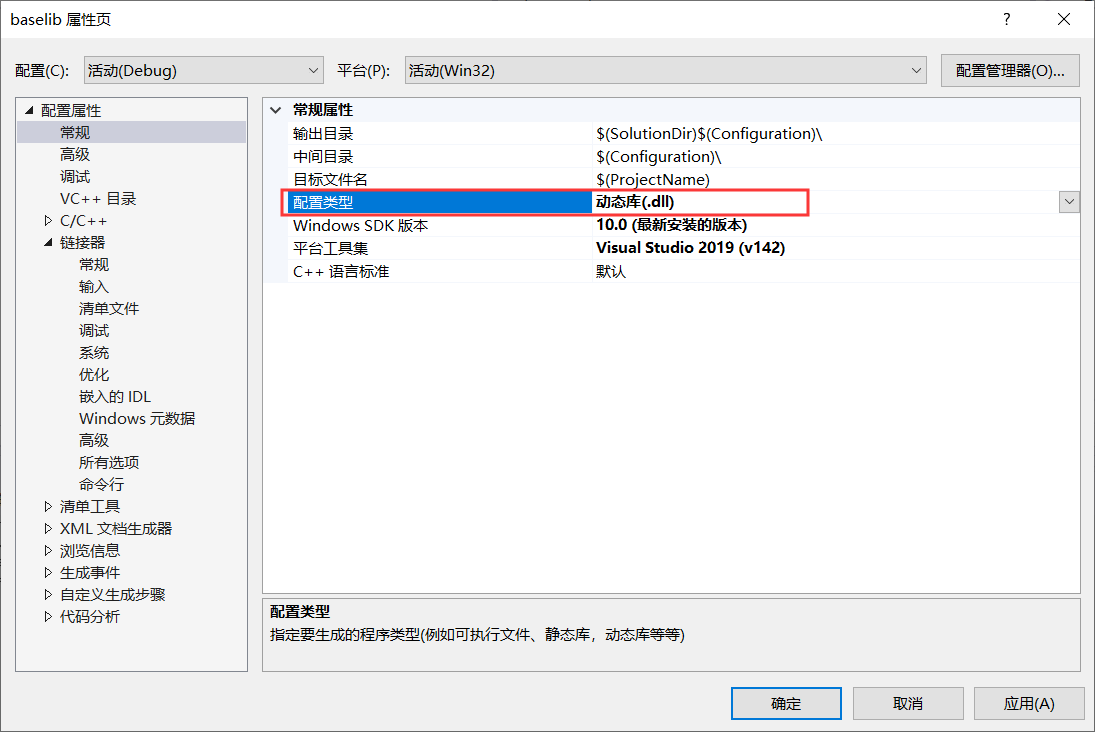 baselib 属性页
配置(C): 活动(Debug) 平台(P): 活动(Win32) 配置管理器(O)...
配置属性
常规
高级
调试
VC++ 目录
C/C++
链接器
常规
输入
清单文件
调试
系统
优化
嵌入的 IDL
Windows 元数据
高级
所有选项
命令行
清单工具
XML 文档生成器
浏览信息
生成事件
自定义生成步骤
代码分析
常规属性
输出目录 $(SolutionDir)$(Configuration)\
中间目录 $(Configuration)\
目标文件名 $(ProjectName)
配置类型 动态库(.dll)
Windows SDK 版本 10.0 (最新安装的版本)
平台工具集 Visual Studio 2019 (v142)
C++ 语言标准 默认
配置类型
指定要生成的程序类型(例如可执行文件、静态库，动态库等等)
确定 取消 应用(A)